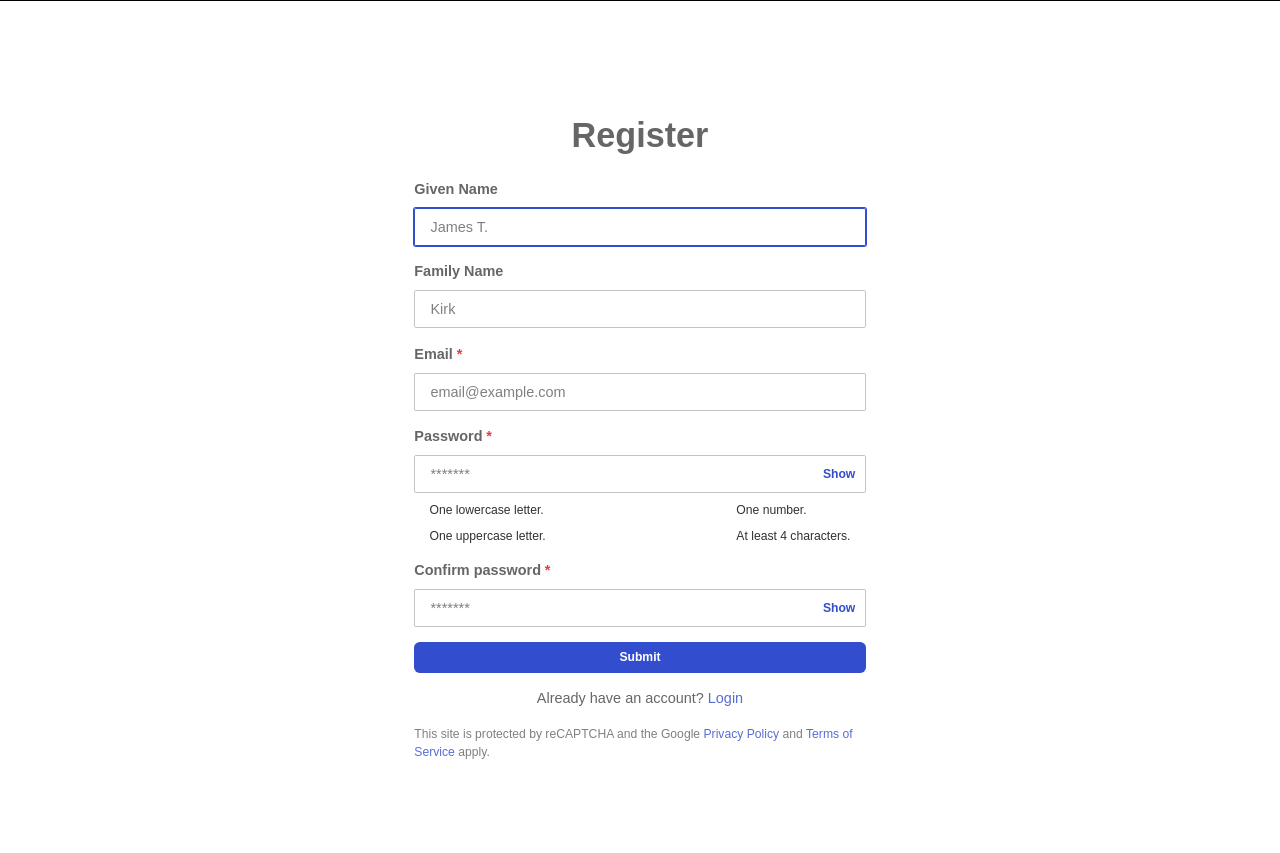 Register
Given Name
James T.
Family Name
Kirk
Email *
email@example.com
Password *
******* Show
One lowercase letter. One number.
One uppercase letter. At least 4 characters.
Confirm password *
******* Show
Submit
Already have an account? Login
This site is protected by reCAPTCHA and the Google Privacy Policy and Terms of
Service apply.